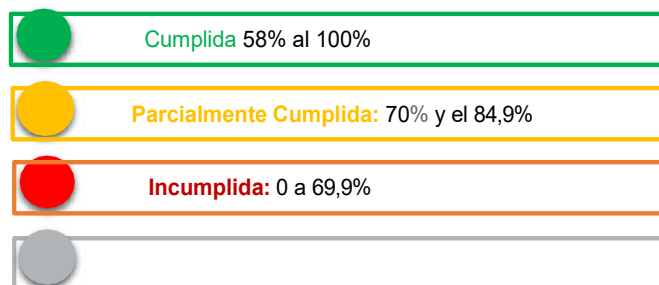 Cumplida 58% al 100%
Parcialmente Cumplida: 70% y el 84,9%
Incumplida: 0 a 69,9%